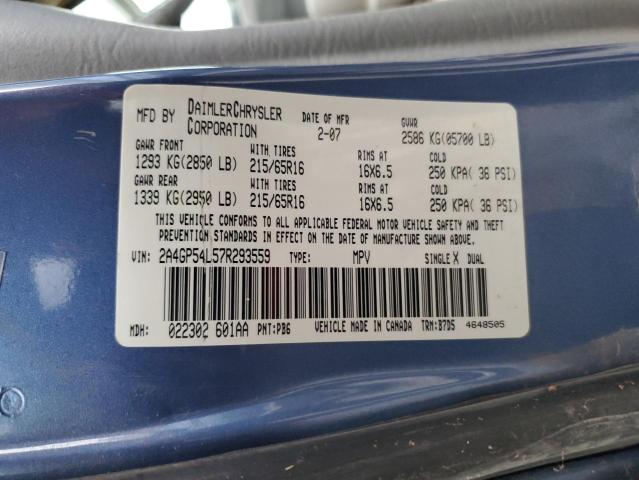 MFD BY DAIMLERCHRYSLER CORPORATION DATE OF MFR 2-07 GVWR 2586 KG(05700 LB)
GAWR FRONT WITH TIRES RIMS AT COLD
1293 KG(2850 LB) 215/65R16 16X6.5 250 KPA( 36 PSI)
GAWR REAR WITH TIRES RIMS AT COLD
1339 KG(2950 LB) 215/65R16 16X6.5 250 KPA( 36 PSI)
THIS VEHICLE CONFORMS TO ALL APPLICABLE FEDERAL MOTOR VEHICLE SAFETY AND THEFT
PREVENTION STANDARDS IN EFFECT ON THE DATE OF MANUFACTURE SHOWN ABOVE.
VIN: 2A4GP54L57R293559 TYPE: MPV SINGLE X DUAL
MDH: 022302 601AA PNT:PB6 VEHICLE MADE IN CANADA TRM:B7D5 4648505